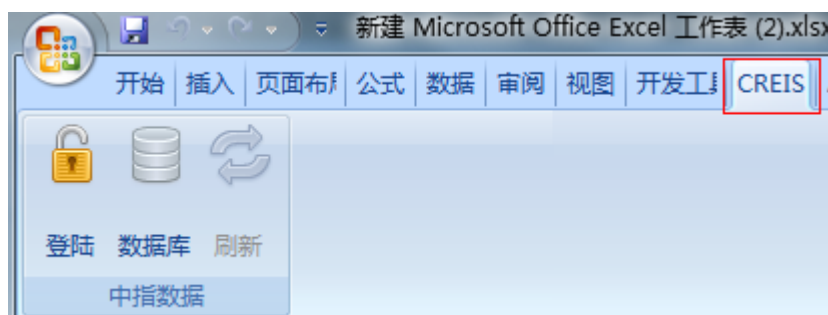 新建 Microsoft Office Excel 工作表 (2).xlsx
开始 插入 页面布 公式 数据 审阅 视图 开发工 CREIS
登陆 数据库 刷新
中指数据